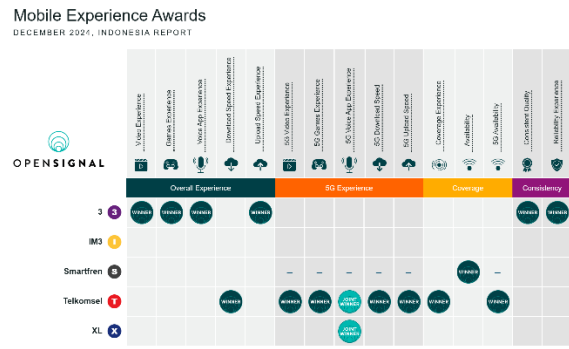 Mobile Experience Awards
DECEMBER 2024, INDONESIA REPORT
OPENSIGNAL
Video Experience
Games Experience
Voice App Experience
Download Speed Experience
Upload Speed Experience
5G Video Experience
5G Games Experience
5G Voice App Experience
5G Download Speed
5G Upload Speed
Coverage Experience
Availability
5G Availability
Consistent Quality
Reliability Experience
Overall Experience 5G Experience Coverage Consistency
3 3 WINNER WINNER WINNER WINNER WINNER WINNER
IM3 I
Smartfren S – – – – – WINNER –
Telkomsel T WINNER WINNER WINNER JOINT WINNER WINNER WINNER WINNER WINNER
XL X JOINT WINNER